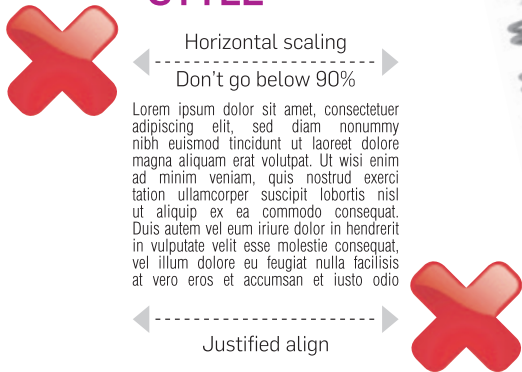 STYLE
Horizontal scaling
Don't go below 90%
Lorem ipsum dolor sit amet, consectetuer
adipiscing elit, sed diam nonummy
nibh euismod tincidunt ut laoreet dolore
magna aliquam erat volutpat. Ut wisi enim
ad minim veniam, quis nostrud exerci
tation ullamcorper suscipit lobortis nisl
ut aliquip ex ea commodo consequat.
Duis autem vel eum iriure dolor in hendrerit
in vulputate velit esse molestie consequat,
vel illum dolore eu feugiat nulla facilisis
at vero eros et accumsan et iusto odio
Justified align